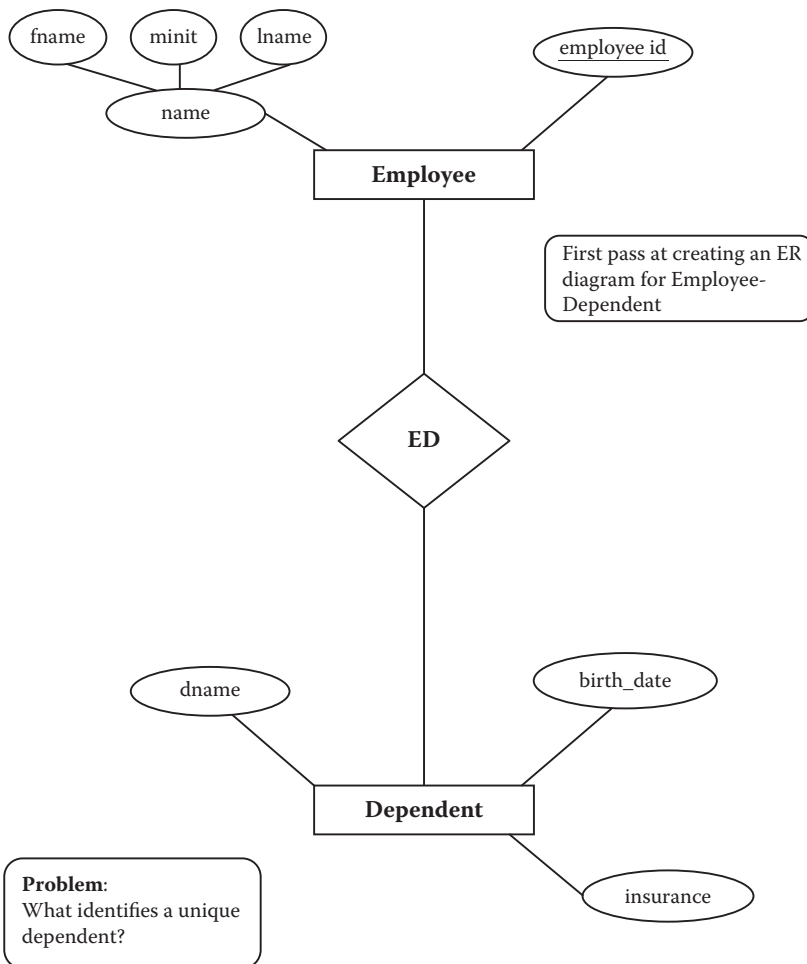 fname
minit
lname
employee id
name
Employee
First pass at creating an ER
diagram for Employee-
Dependent
ED
dname
birth_date
Dependent
insurance
Problem:
What identifies a unique
dependent?